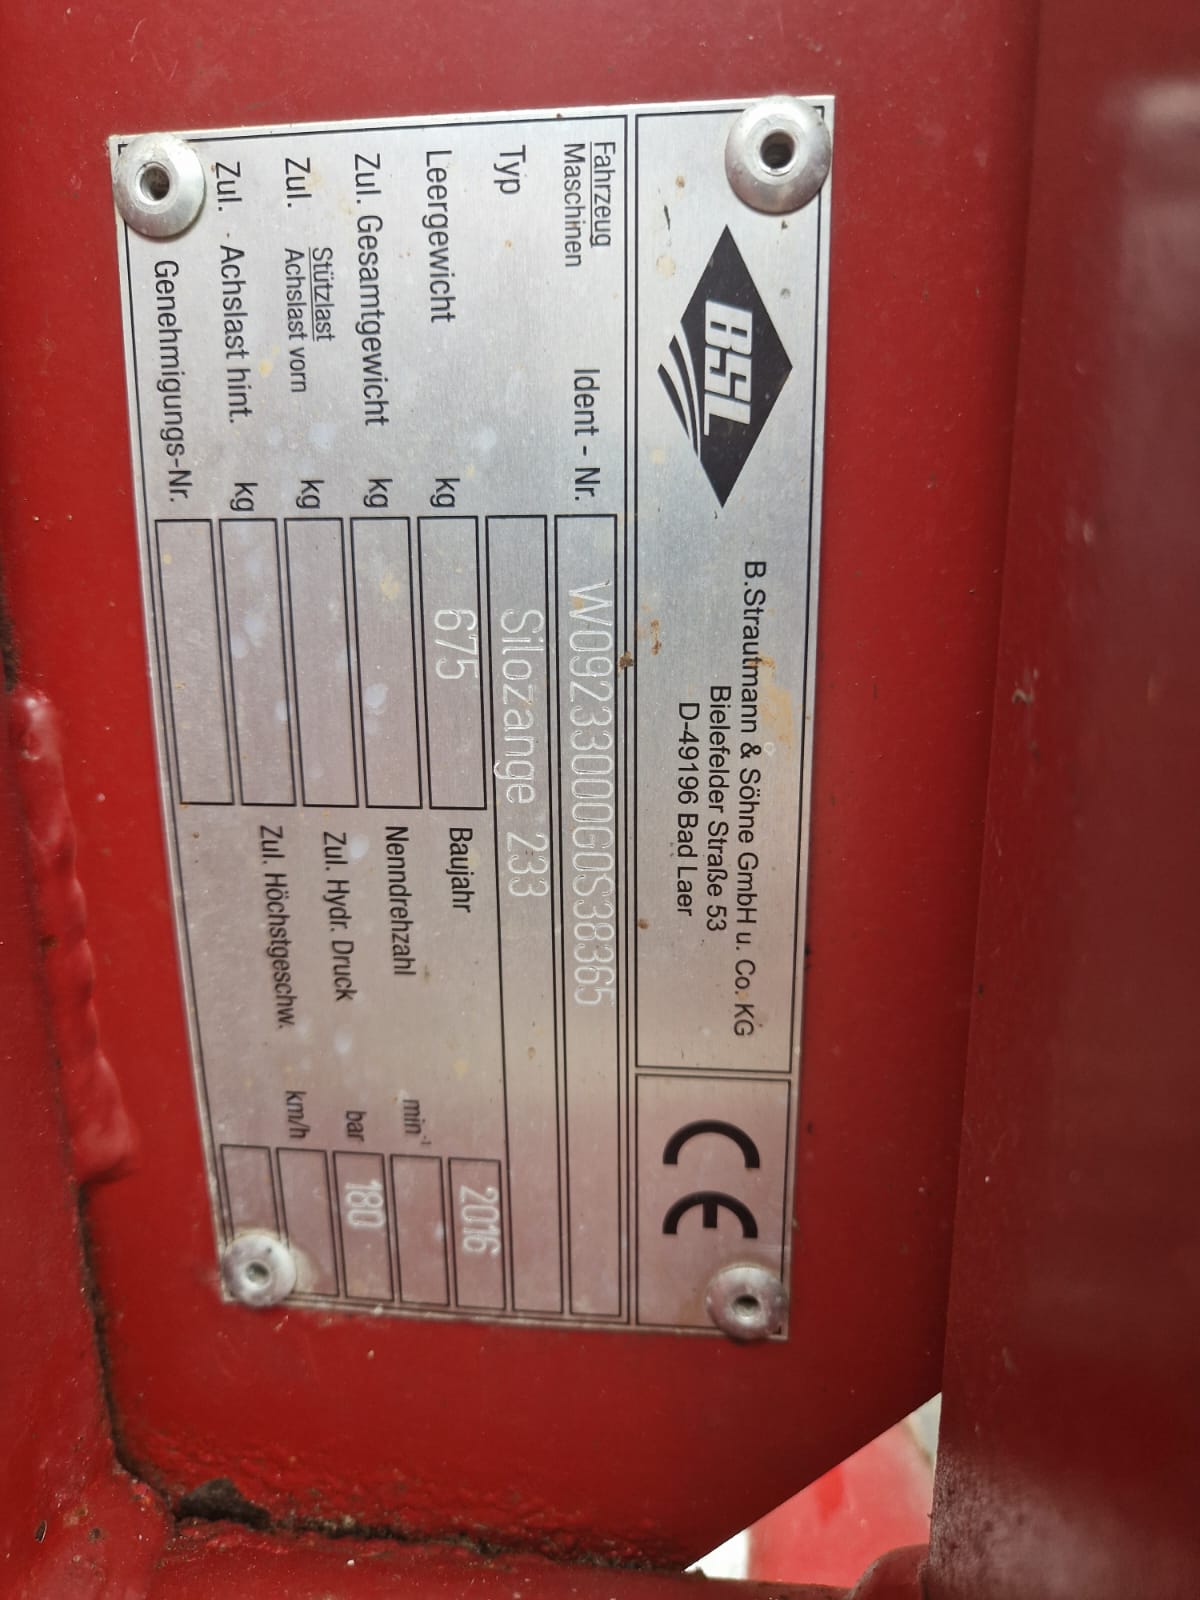 BSL
B.Strautmann & Söhne GmbH u. Co. KG
Bielefelder Straße 53
D-49196 Bad Laer
CE
Fahrzeug
Maschinen Ident - Nr. W09233000G0S38365
Typ Silozange 233
Leergewicht kg 675 Baujahr 2016
Zul. Gesamtgewicht kg Nenndrehzahl min⁻¹
Zul. Stützlast
Achslast vorn kg Zul. Hydr. Druck bar 180
Zul. Achslast hint. kg Zul. Höchstgeschw. km/h
Genehmigungs-Nr.